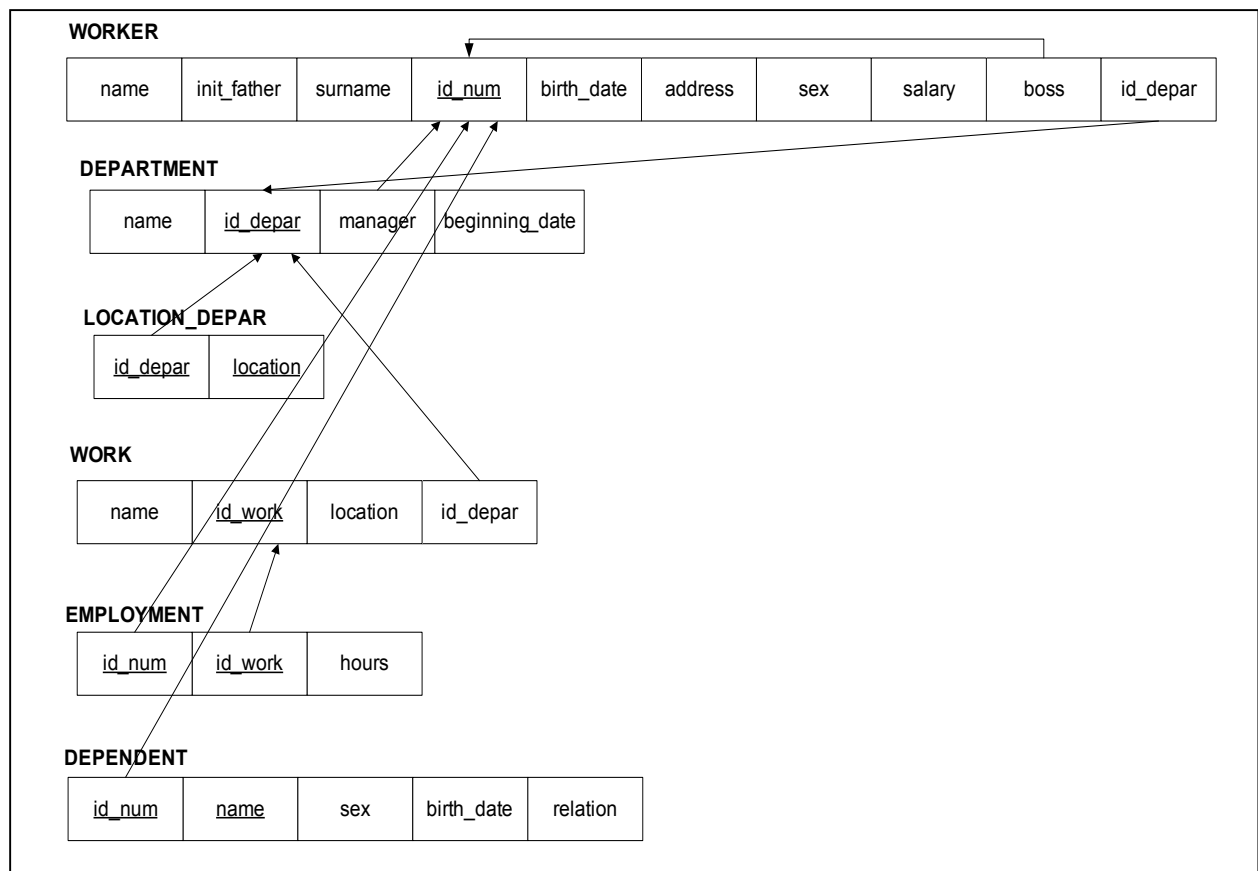 WORKER
name init_father surname id_num birth_date address sex salary boss id_depar
DEPARTMENT
name id_depar manager beginning_date
LOCATION_DEPAR
id_depar location
WORK
name id_work location id_depar
EMPLOYMENT
id_num id_work hours
DEPENDENT
id_num name sex birth_date relation